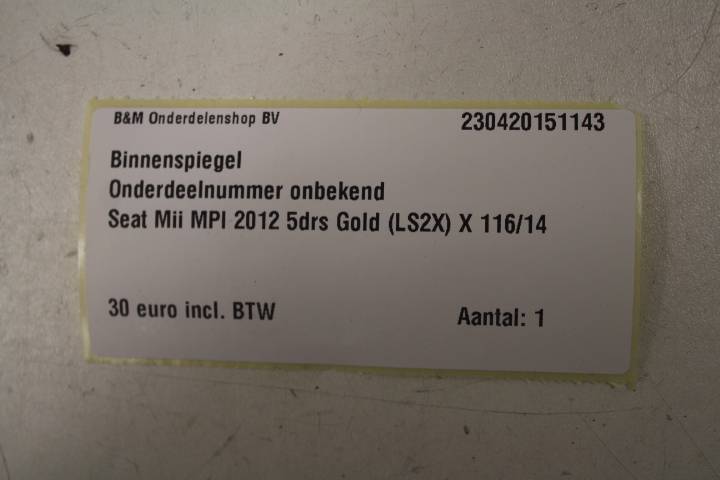 B&M Onderdelenshop BV 230420151143
Binnenspiegel
Onderdeelnummer onbekend
Seat Mii MPI 2012 5drs Gold (LS2X) X 116/14
30 euro incl. BTW Aantal: 1